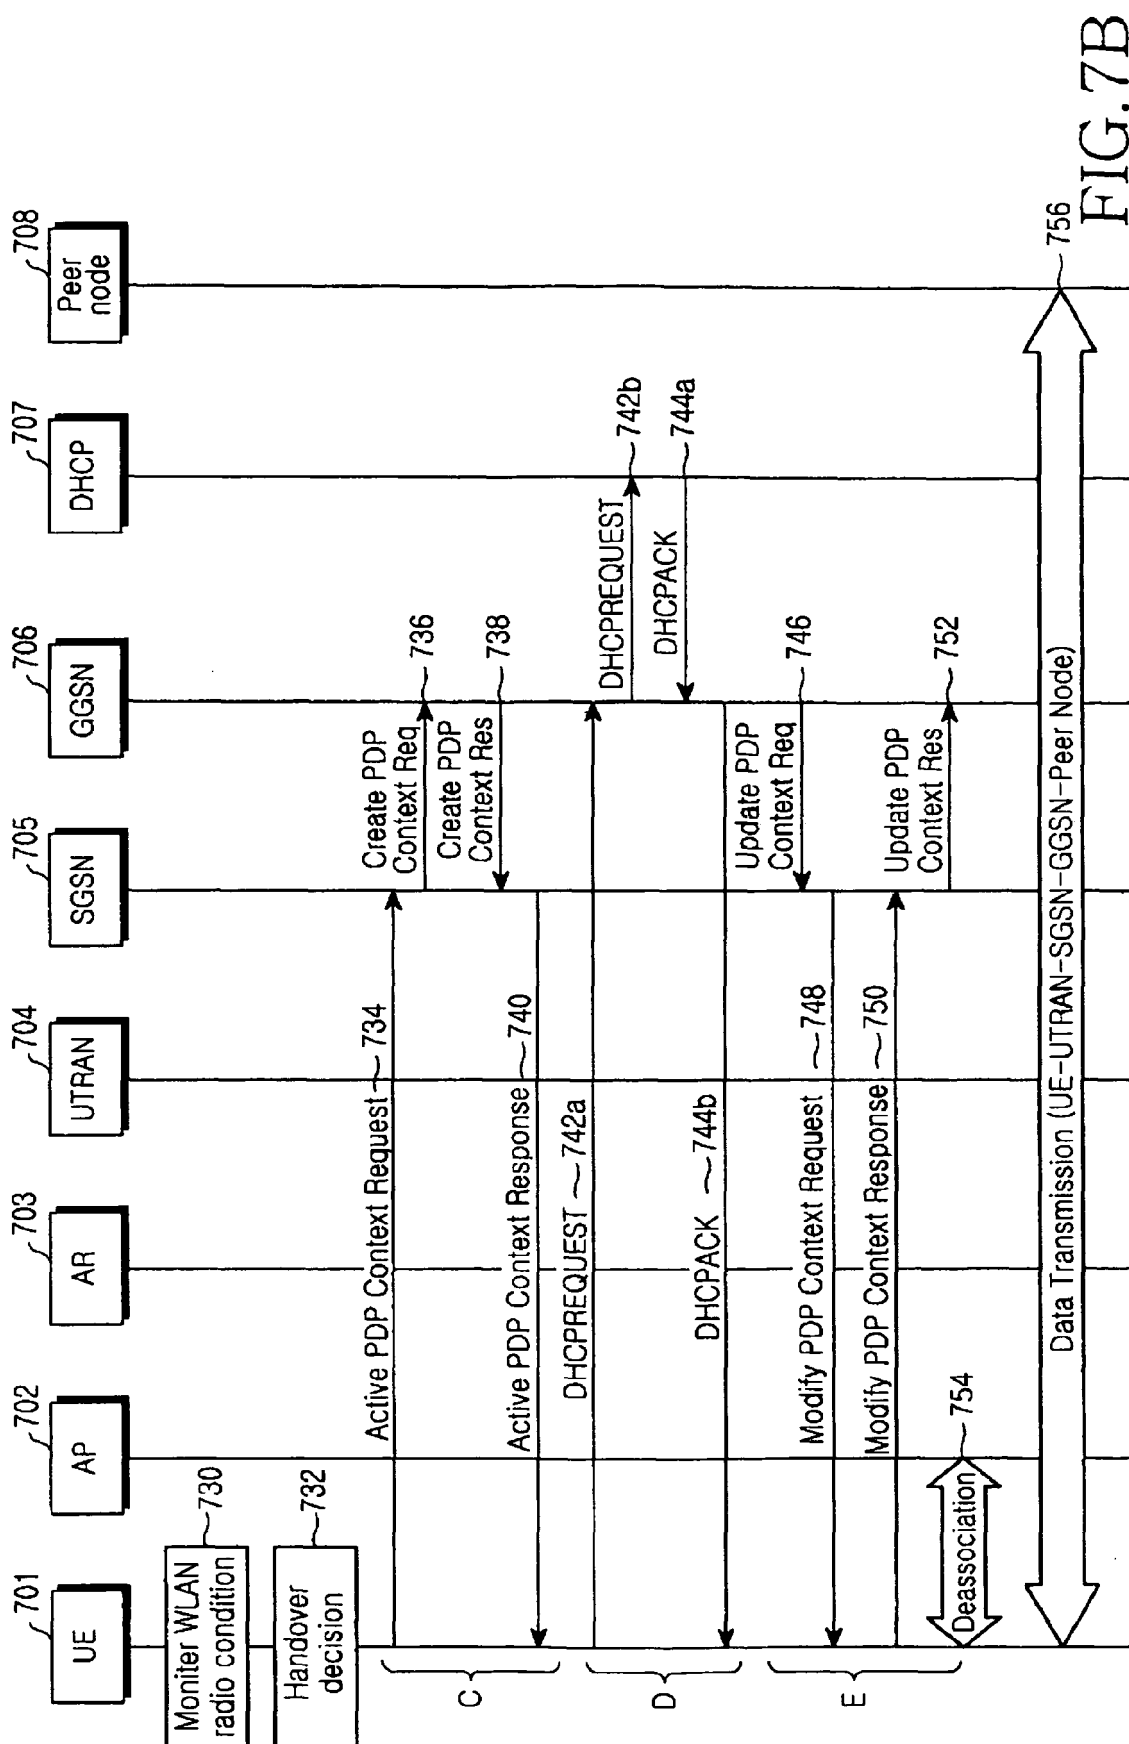 701
UE
702
AP
703
AR
704
UTRAN
705
SGSN
706
GGSN
707
DHCP
708
Peer
node
Moniter WLAN
radio condition
730
Handover
decision
732
C
Active PDP Context Request
734
Create PDP
Context Req
736
Create PDP
Context Res
738
Active PDP Context Response
740
D
DHCPREQUEST
742a
DHCPREQUEST
742b
DHCPACK
744a
DHCPACK
744b
E
Update PDP
Context Req
746
Modify PDP Context Request
748
Modify PDP Context Response
750
Update PDP
Context Res
752
Deassociation
754
Data Transmission (UE-UTRAN-SGSN-GGSN-Peer Node)
756
FIG.7B